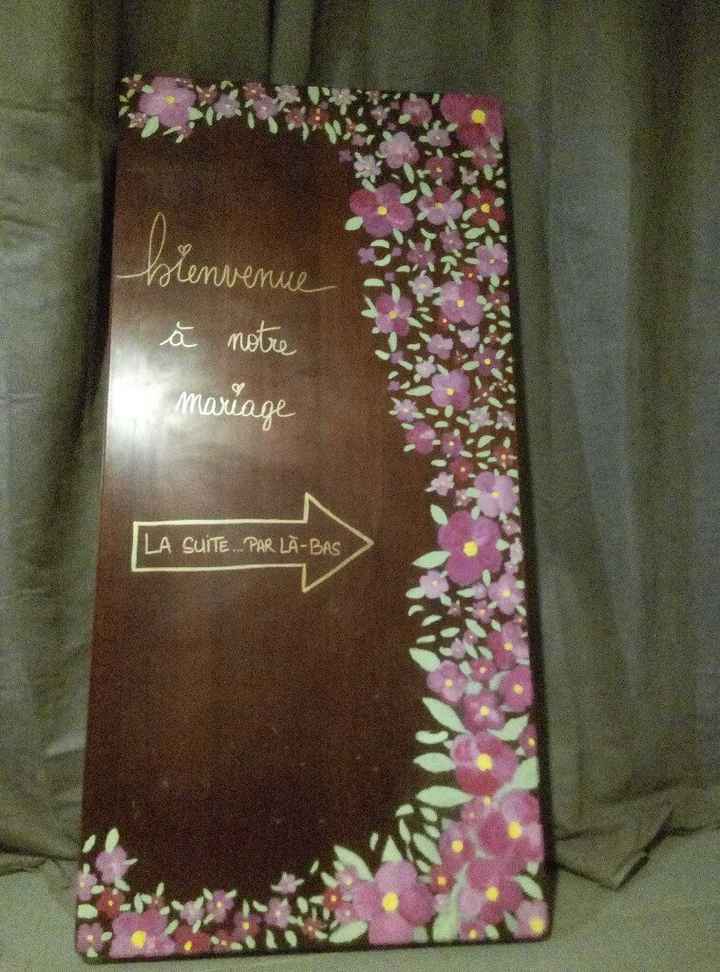 bienvenue
à notre
mariage
LA SUITE...PAR LÀ-BAS